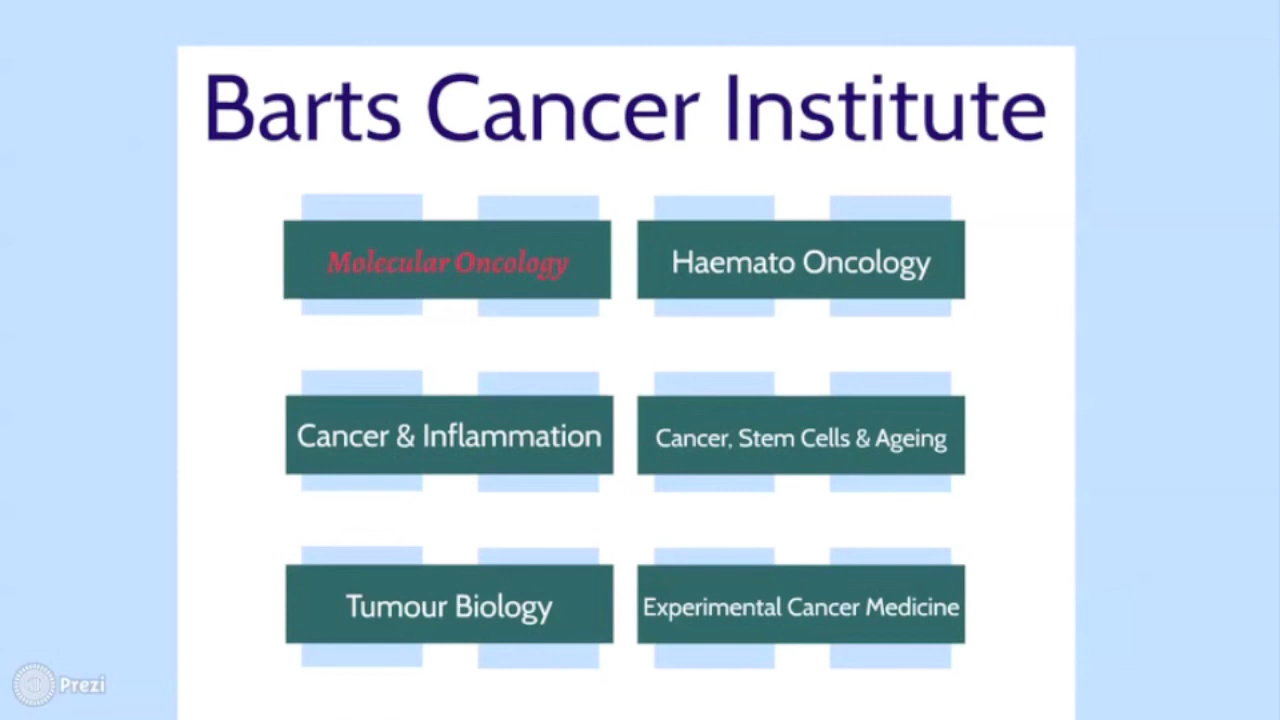 Barts Cancer Institute
Molecular Oncology
Haemato Oncology
Cancer & Inflammation
Cancer, Stem Cells & Ageing
Tumour Biology
Experimental Cancer Medicine
Prezi